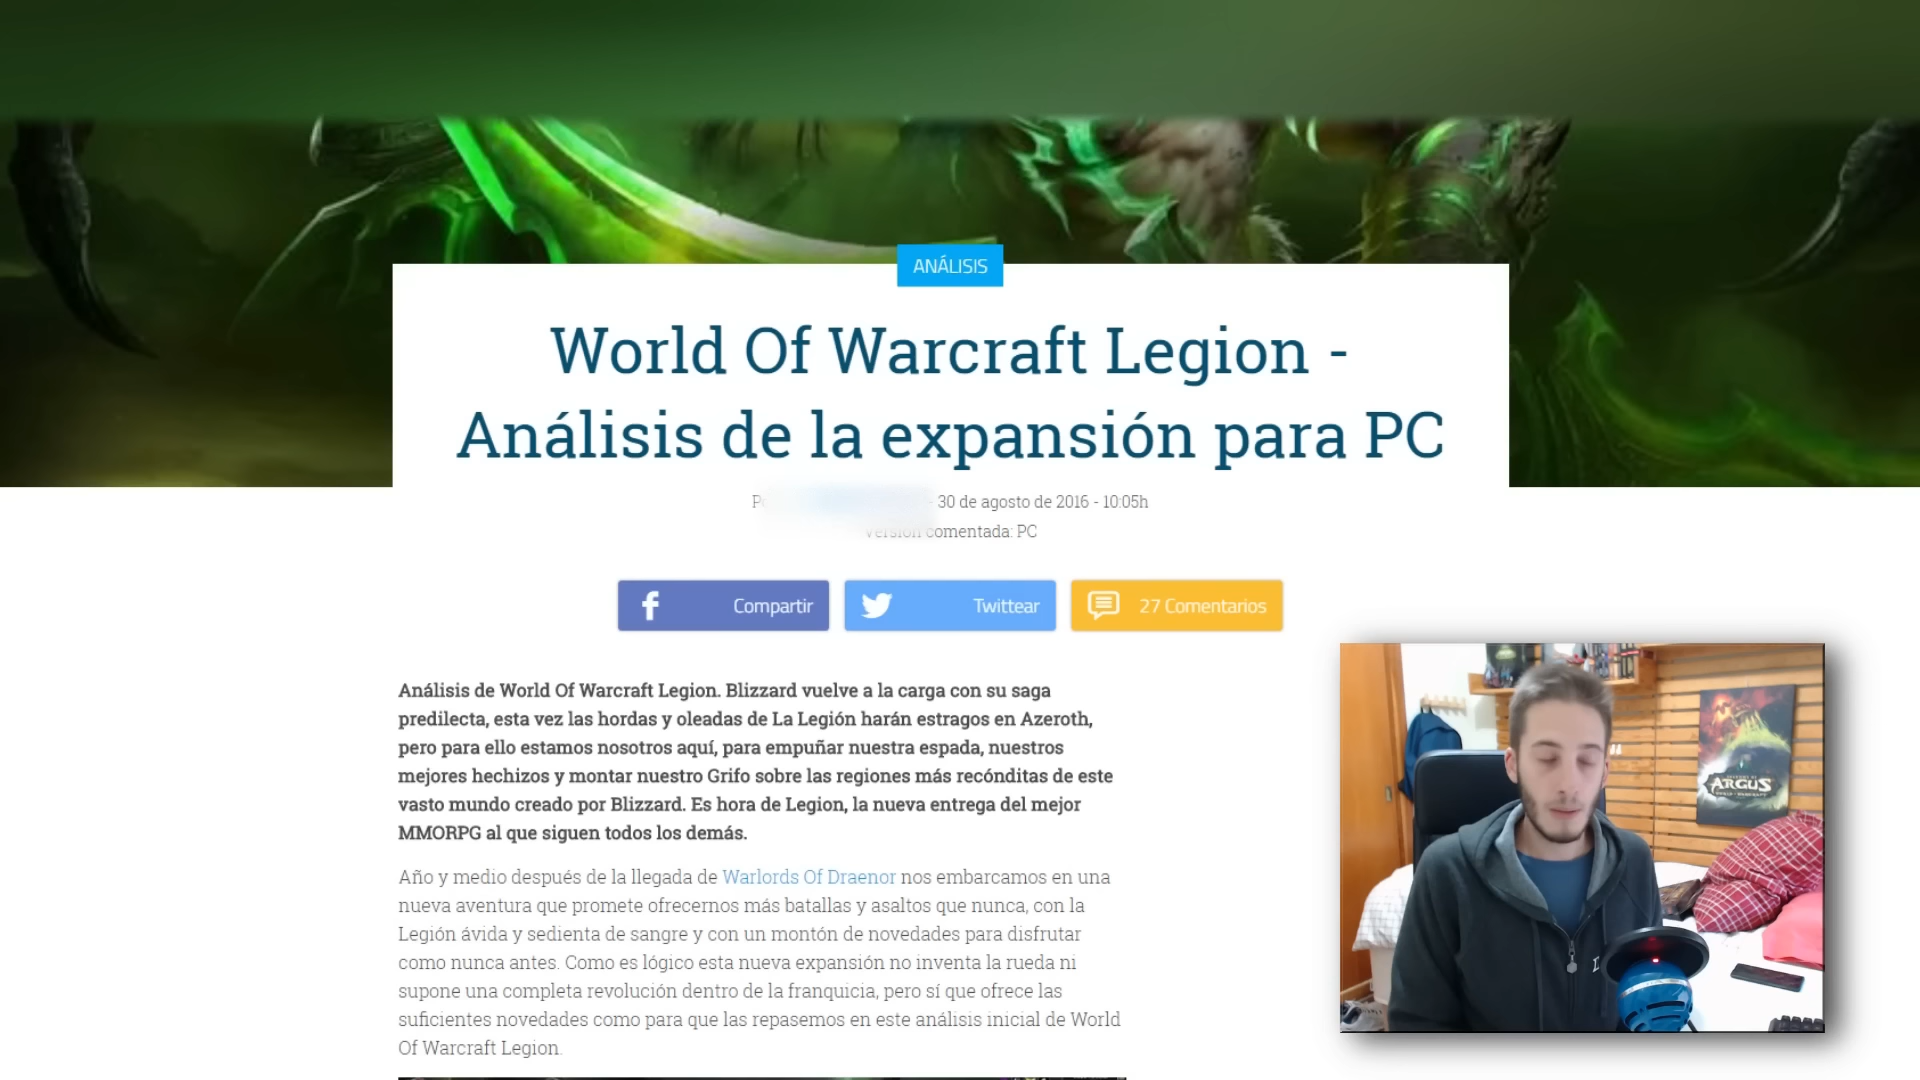 ANÁLISIS
World Of Warcraft Legion -
Análisis de la expansión para PC
- 30 de agosto de 2016 - 10:05h
Versión comentada: PC
Compartir
Twittear
27 Comentarios
Análisis de World Of Warcraft Legion. Blizzard vuelve a la carga con su saga
predilecta, esta vez las hordas y oleadas de La Legión harán estragos en Azeroth,
pero para ello estamos nosotros aquí, para empuñar nuestra espada, nuestros
mejores hechizos y montar nuestro Grifo sobre las regiones más recónditas de este
vasto mundo creado por Blizzard. Es hora de Legion, la nueva entrega del mejor
MMORPG al que siguen todos los demás.
Año y medio después de la llegada de Warlords Of Draenor nos embarcamos en una
nueva aventura que promete ofrecernos más batallas y asaltos que nunca, con la
Legión ávida y sedienta de sangre y con un montón de novedades para disfrutar
como nunca antes. Como es lógico esta nueva expansión no inventa la rueda ni
supone una completa revolución dentro de la franquicia, pero sí que ofrece las
suficientes novedades como para que las repasemos en este análisis inicial de World
Of Warcraft Legion.
ARGUS